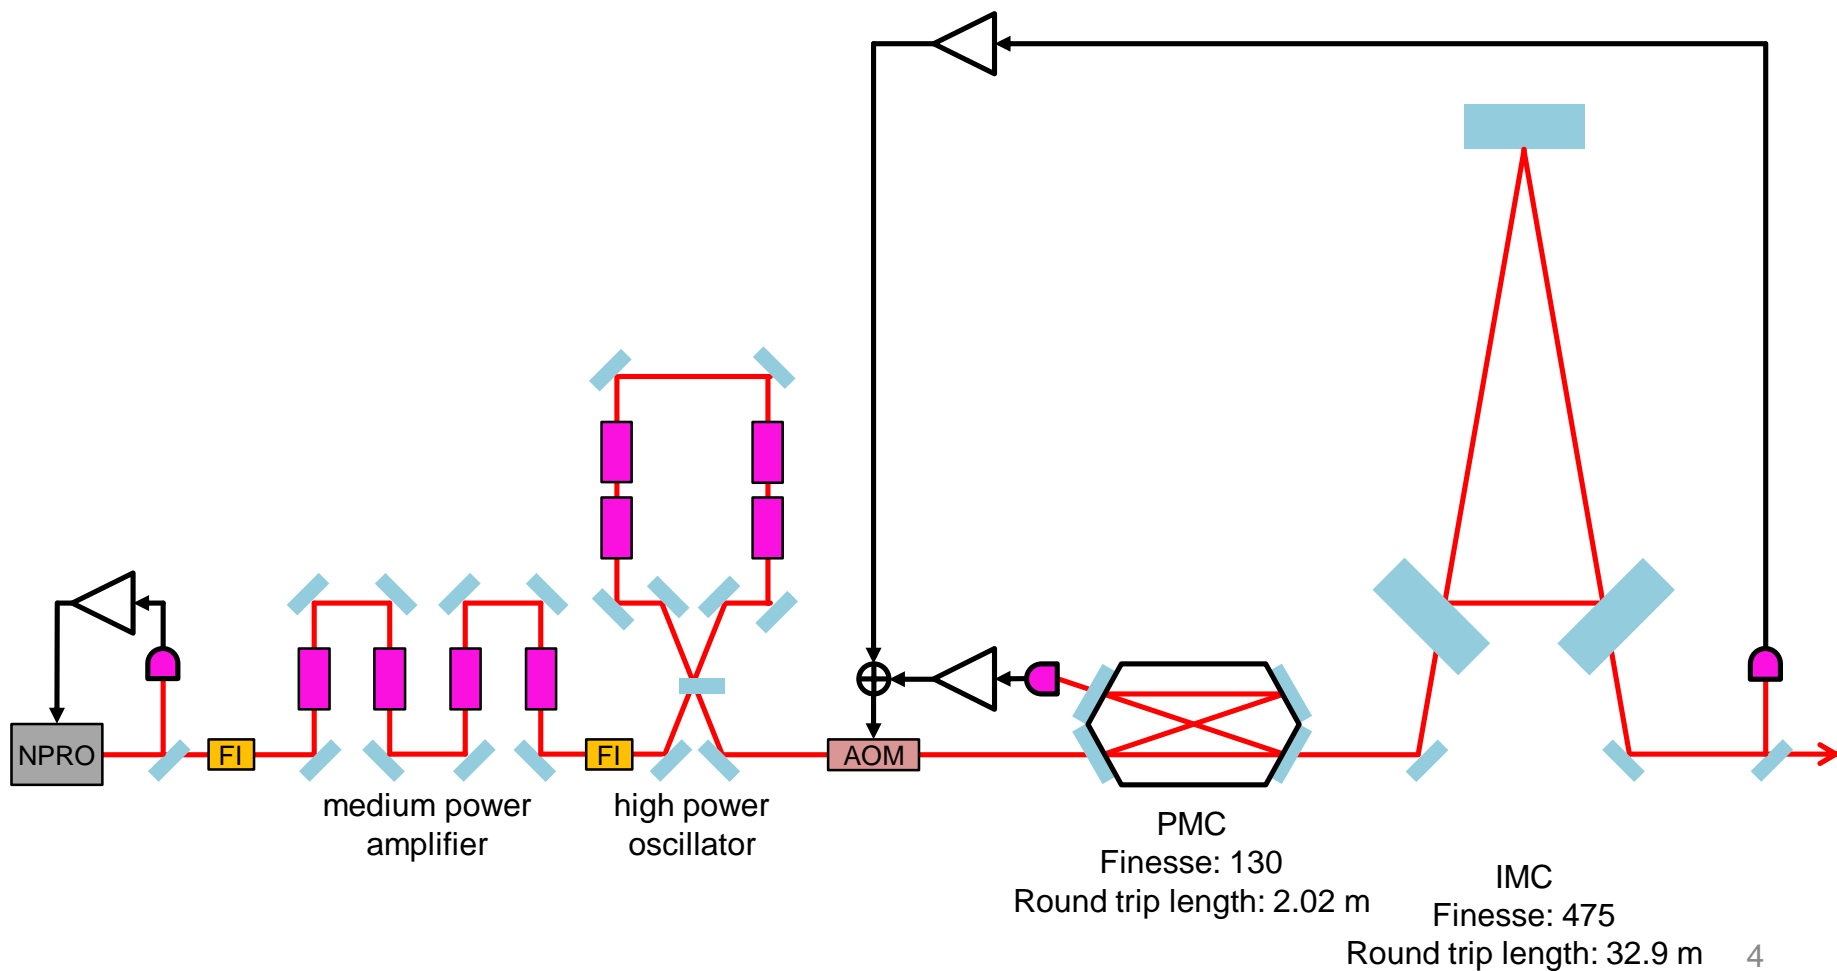 NPRO
FI
FI
AOM
medium power
amplifier
high power
oscillator
PMC
Finesse: 130
Round trip length: 2.02 m
IMC
Finesse: 475
Round trip length: 32.9 m
4